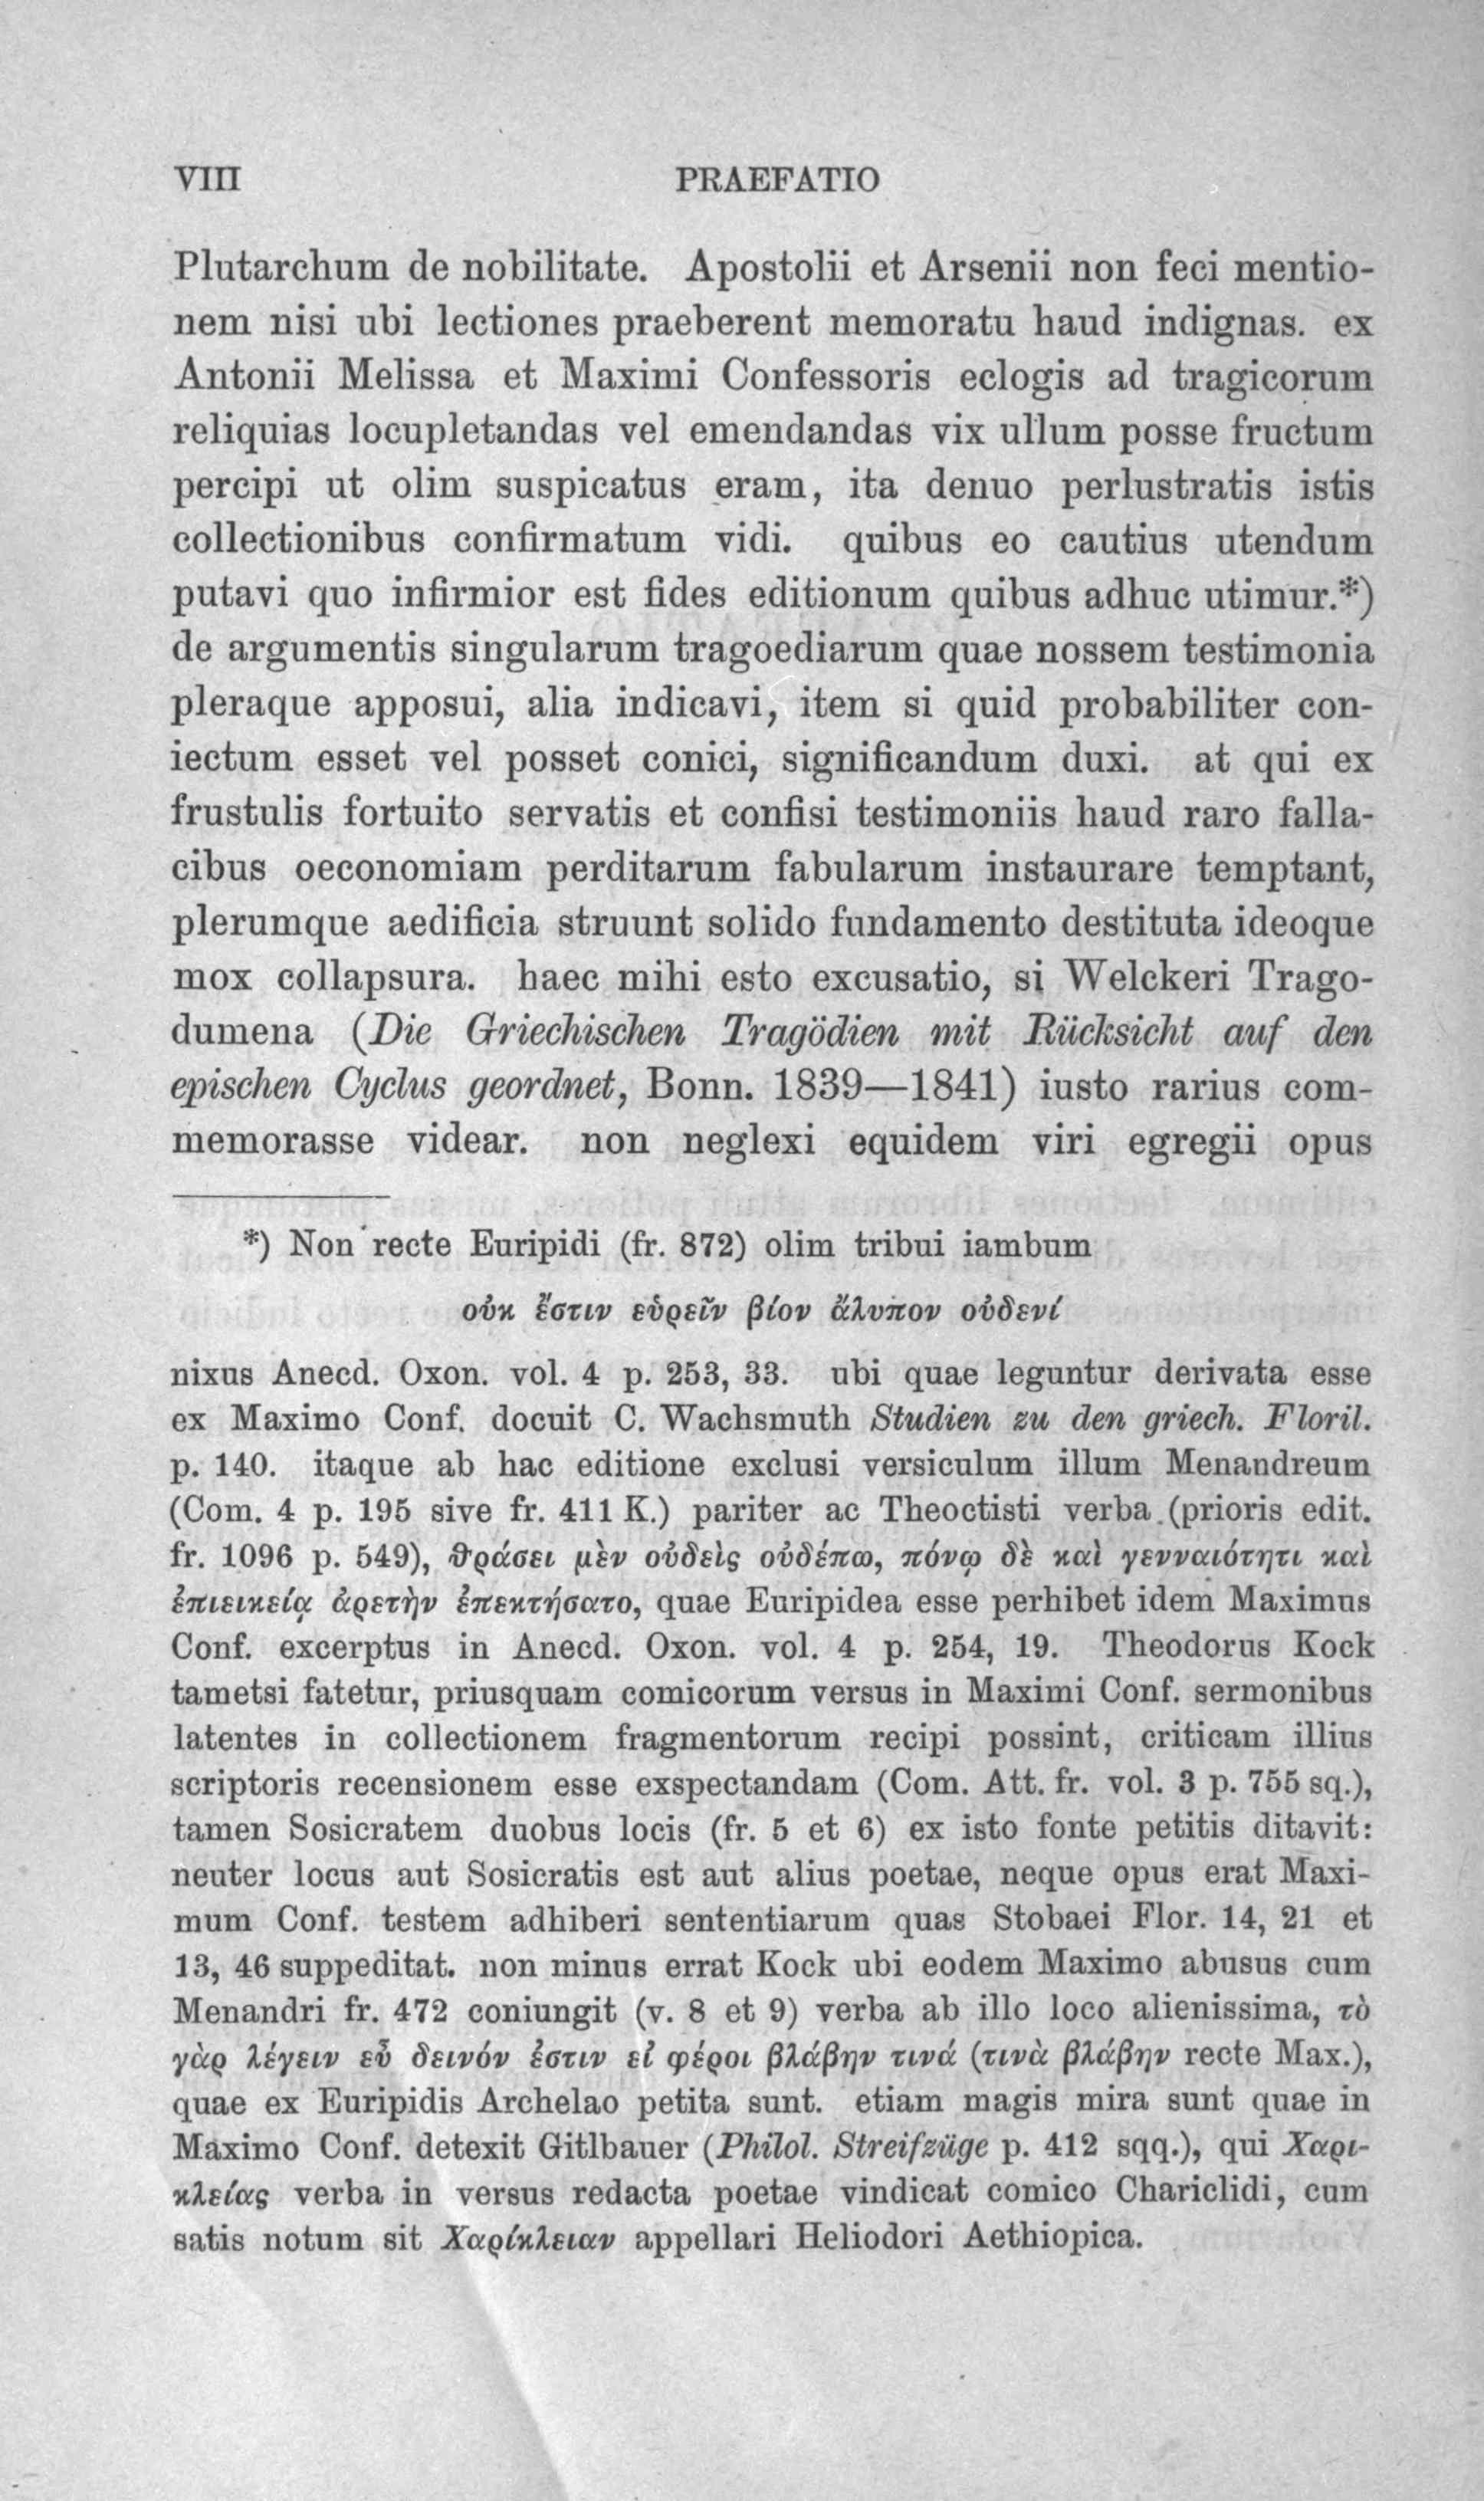 VIII PRAEFATIO
Plutarchum de nobilitate. Apostolii et Arsenii non feci mentio-
nem nisi ubi lectiones praeberent memoratu haud indignas. ex
Antonii Melissa et Maximi Confessoris eclogis ad tragicorum
reliquias locupletandas vel emendandas vix ullum posse fructum
percipi ut olim suspicatus eram, ita denuo perlustratis istis
collectionibus confirmatum vidi. quibus eo cautius utendum
putavi quo infirmior est fides editionum quibus adhuc utimur.*)
de argumentis singularum tragoediarum quae nossem testimonia
pleraque apposui, alia indicavi, item si quid probabiliter con-
iectum esset vel posset conici, significandum duxi. at qui ex
frustulis fortuito servatis et confisi testimoniis haud raro falla-
cibus oeconomiam perditarum fabularum instaurare temptant,
plerumque aedificia struunt solido fundamento destituta ideoque
mox collapsura. haec mihi esto excusatio, si Welckeri Trago-
dumena (Die Griechischen Tragödien mit Rücksicht auf den
epischen Cyclus geordnet, Bonn. 1839—1841) iusto rarius com-
memorasse videar. non neglexi equidem viri egregii opus
*) Non recte Euripidi (fr. 872) olim tribui iambum
οὐκ ἔστιν εὑρεῖν βίον ἄλυπον οὐδενί
nixus Anecd. Oxon. vol. 4 p. 253, 33. ubi quae leguntur derivata esse
ex Maximo Conf. docuit C. Wachsmuth Studien zu den griech. Floril.
p. 140. itaque ab hac editione exclusi versiculum illum Menandreum
(Com. 4 p. 195 sive fr. 411 K.) pariter ac Theoctisti verba (prioris edit.
fr. 1096 p. 549), θράσει μὲν οὐδεὶς οὐδέπω, πόνῳ δὲ καὶ γενναιότητι καὶ
ἐπιεικείᾳ ἀρετὴν ἐπεκτήσατο, quae Euripidea esse perhibet idem Maximus
Conf. excerptus in Anecd. Oxon. vol. 4 p. 254, 19. Theodorus Kock
tametsi fatetur, priusquam comicorum versus in Maximi Conf. sermonibus
latentes in collectionem fragmentorum recipi possint, criticam illius
scriptoris recensionem esse exspectandam (Com. Att. fr. vol. 3 p. 755 sq.),
tamen Sosicratem duobus locis (fr. 5 et 6) ex isto fonte petitis ditavit:
neuter locus aut Sosicratis est aut alius poetae, neque opus erat Maxi-
mum Conf. testem adhiberi sententiarum quas Stobaei Flor. 14, 21 et
13, 46 suppeditat. non minus errat Kock ubi eodem Maximo abusus cum
Menandri fr. 472 coniungit (v. 8 et 9) verba ab illo loco alienissima, τὸ
γὰρ λέγειν εὖ δεινόν ἐστιν εἰ φέροι βλάβην τινά (τινὰ βλάβην recte Max.),
quae ex Euripidis Archelao petita sunt. etiam magis mira sunt quae in
Maximo Conf. detexit Gitlbauer (Philol. Streifzüge p. 412 sqq.), qui Χαρι-
κλείας verba in versus redacta poetae vindicat comico Chariclidi, cum
satis notum sit Χαρίκλειαν appellari Heliodori Aethiopica.